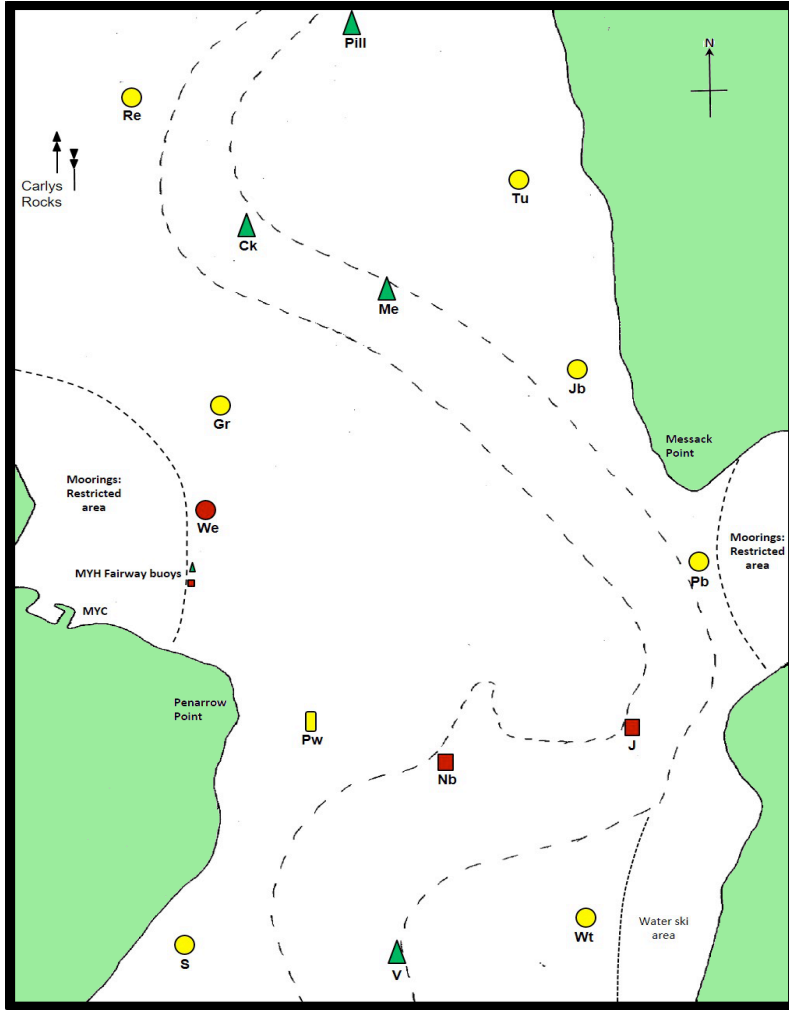 Pill
N
Re
Carlys
Rocks
Tu
Ck
Me
Jb
Gr
Messack
Point
Moorings:
Restricted
area
We
Moorings:
Restricted
area
MYH Fairway buoys
Pb
MYC
Penarrow
Point
Pw
J
Nb
Water ski
area
Wt
S
V